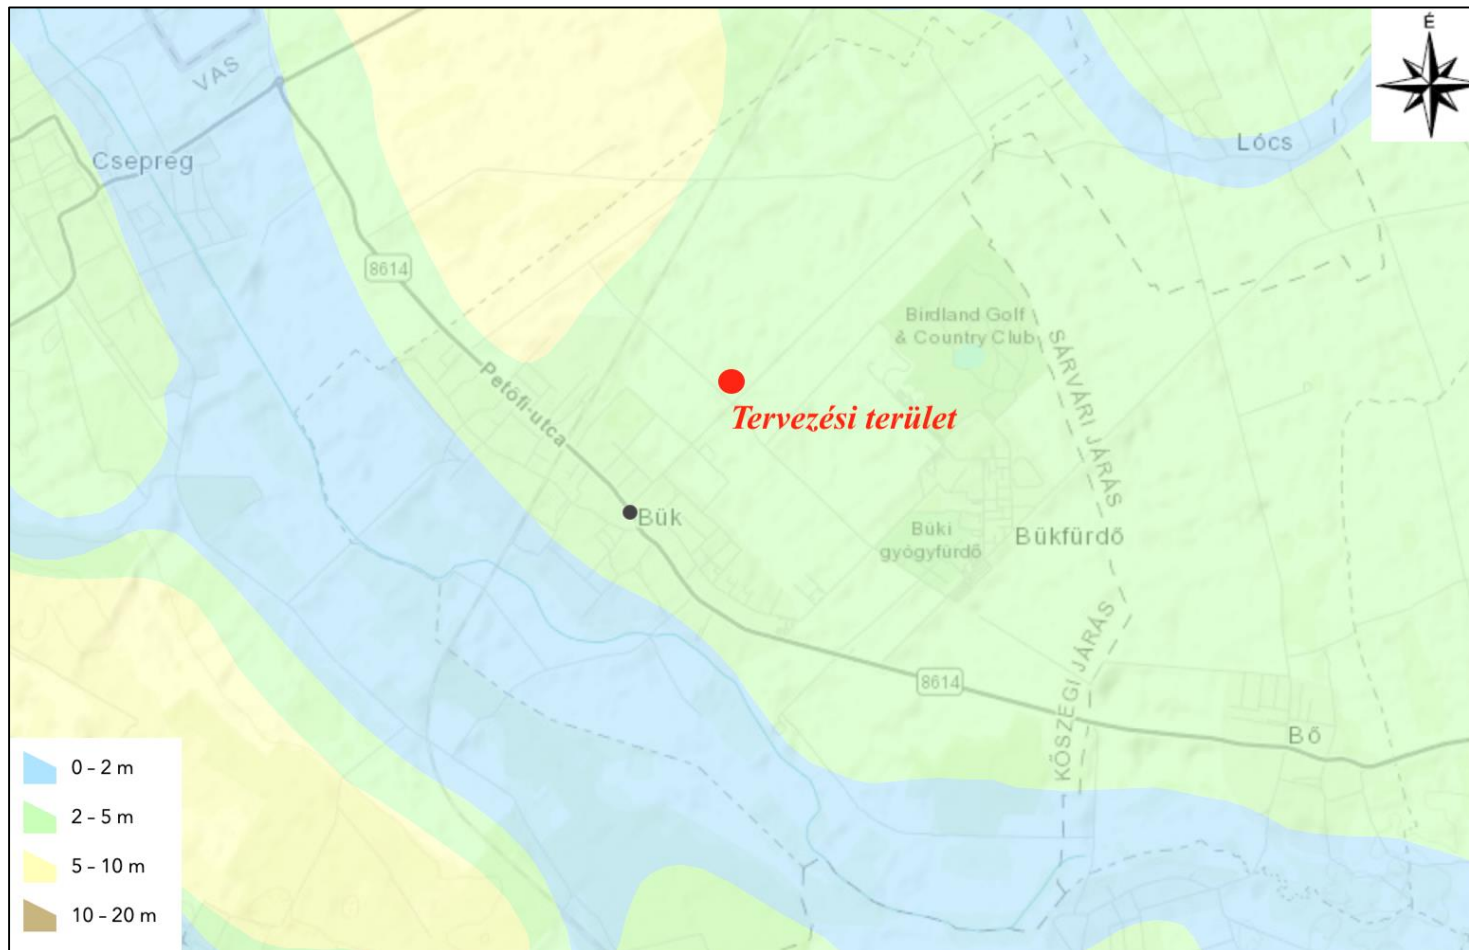 É
VAS
Csepreg
Lócs
8614
Birdland Golf
& Country Club
SÁRVÁRI JÁRÁS
Petőfi-utca
Tervezési terület
Bük
Büki
gyógyfürdő
Bükfürdő
KŐSZEGI JÁRÁS
8614
Bő
0 – 2 m
2 – 5 m
5 – 10 m
10 – 20 m